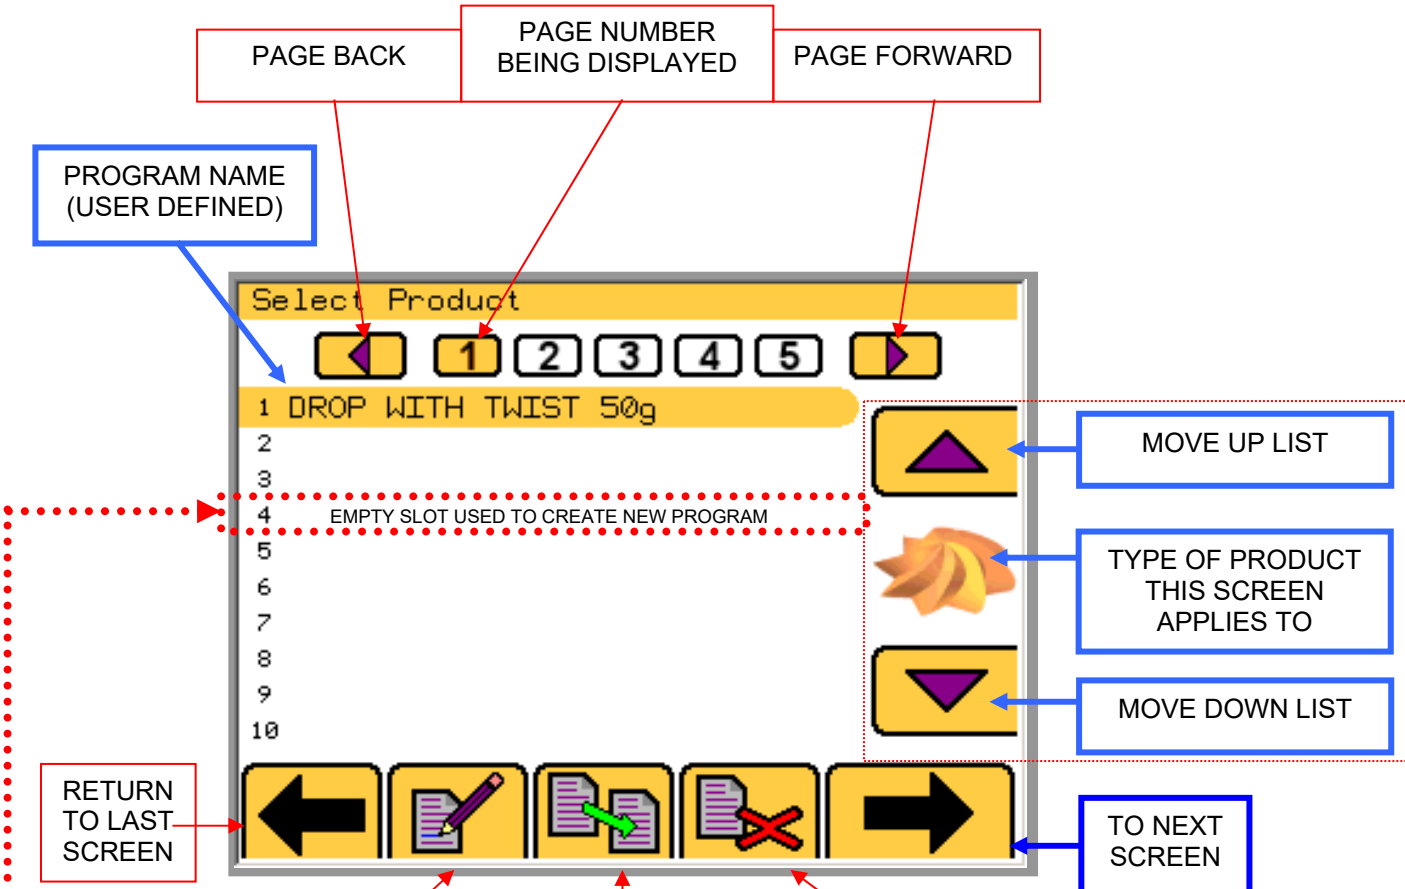 PAGE BACK
PAGE NUMBER
BEING DISPLAYED
PAGE FORWARD
PROGRAM NAME
(USER DEFINED)
Select Product
1 2 3 4 5
1 DROP WITH TWIST 50g
2
3
4 EMPTY SLOT USED TO CREATE NEW PROGRAM
5
6
7
8
9
10
MOVE UP LIST
TYPE OF PRODUCT
THIS SCREEN
APPLIES TO
MOVE DOWN LIST
RETURN
TO LAST
SCREEN
TO NEXT
SCREEN